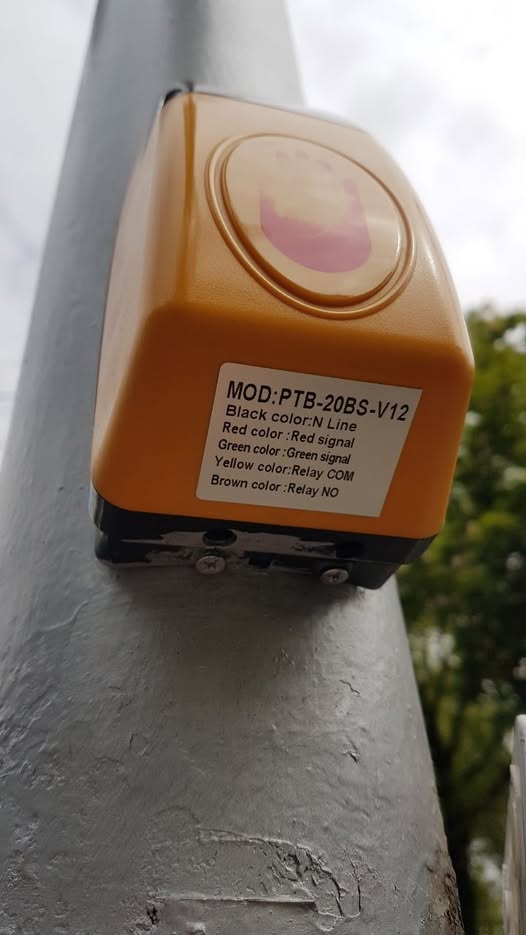 MOD:PTB-20BS-V12
Black color:N Line
Red color :Red signal
Green color :Green signal
Yellow color:Relay COM
Brown color :Relay NO